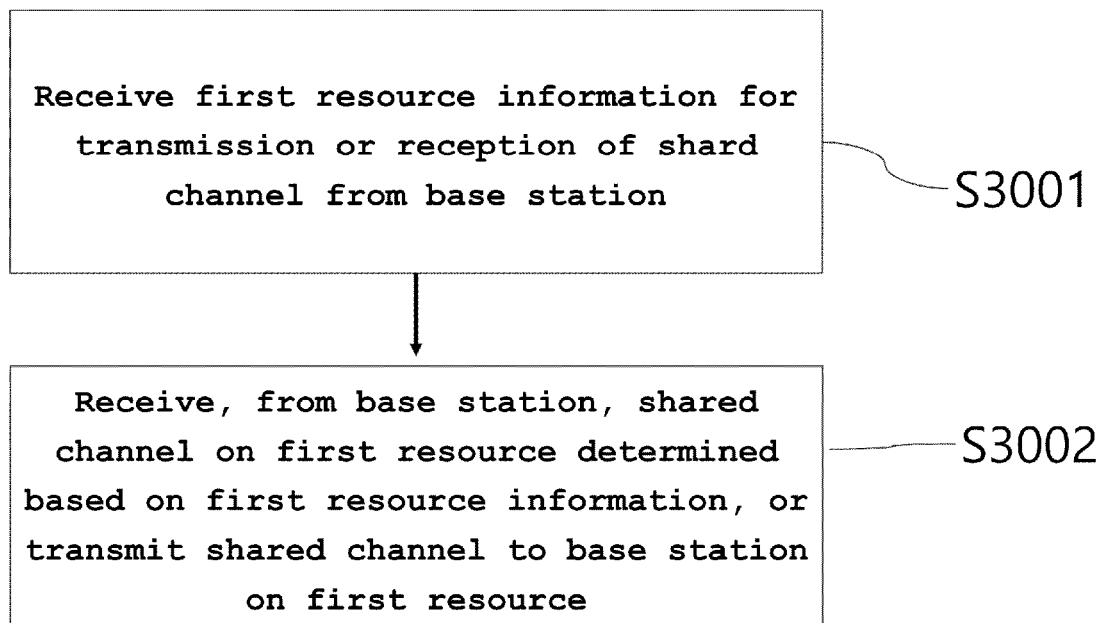 Receive first resource information for
transmission or reception of shard
channel from base station
S3001
Receive, from base station, shared
channel on first resource determined
based on first resource information, or
transmit shared channel to base station
on first resource
S3002